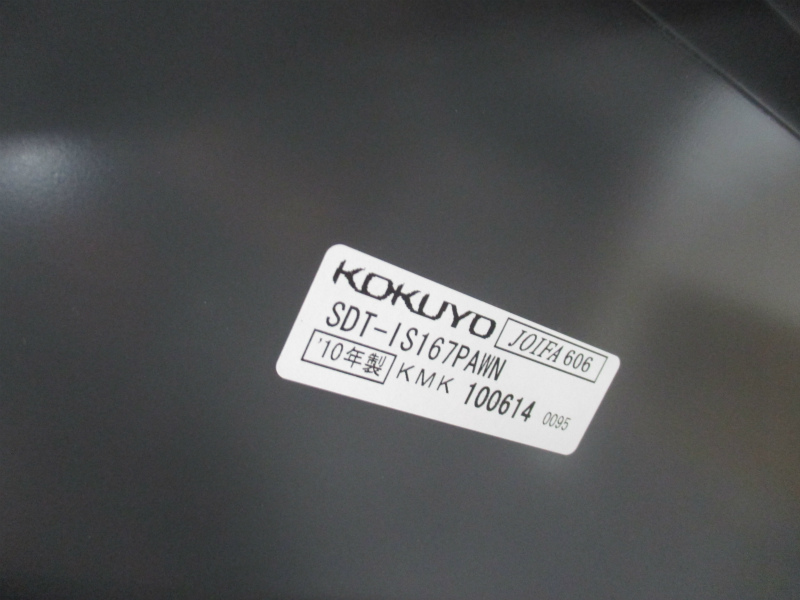 KOKUYO JOIFA 606
SDT-IS167PAWN
'10年製 KMK 100614 0095